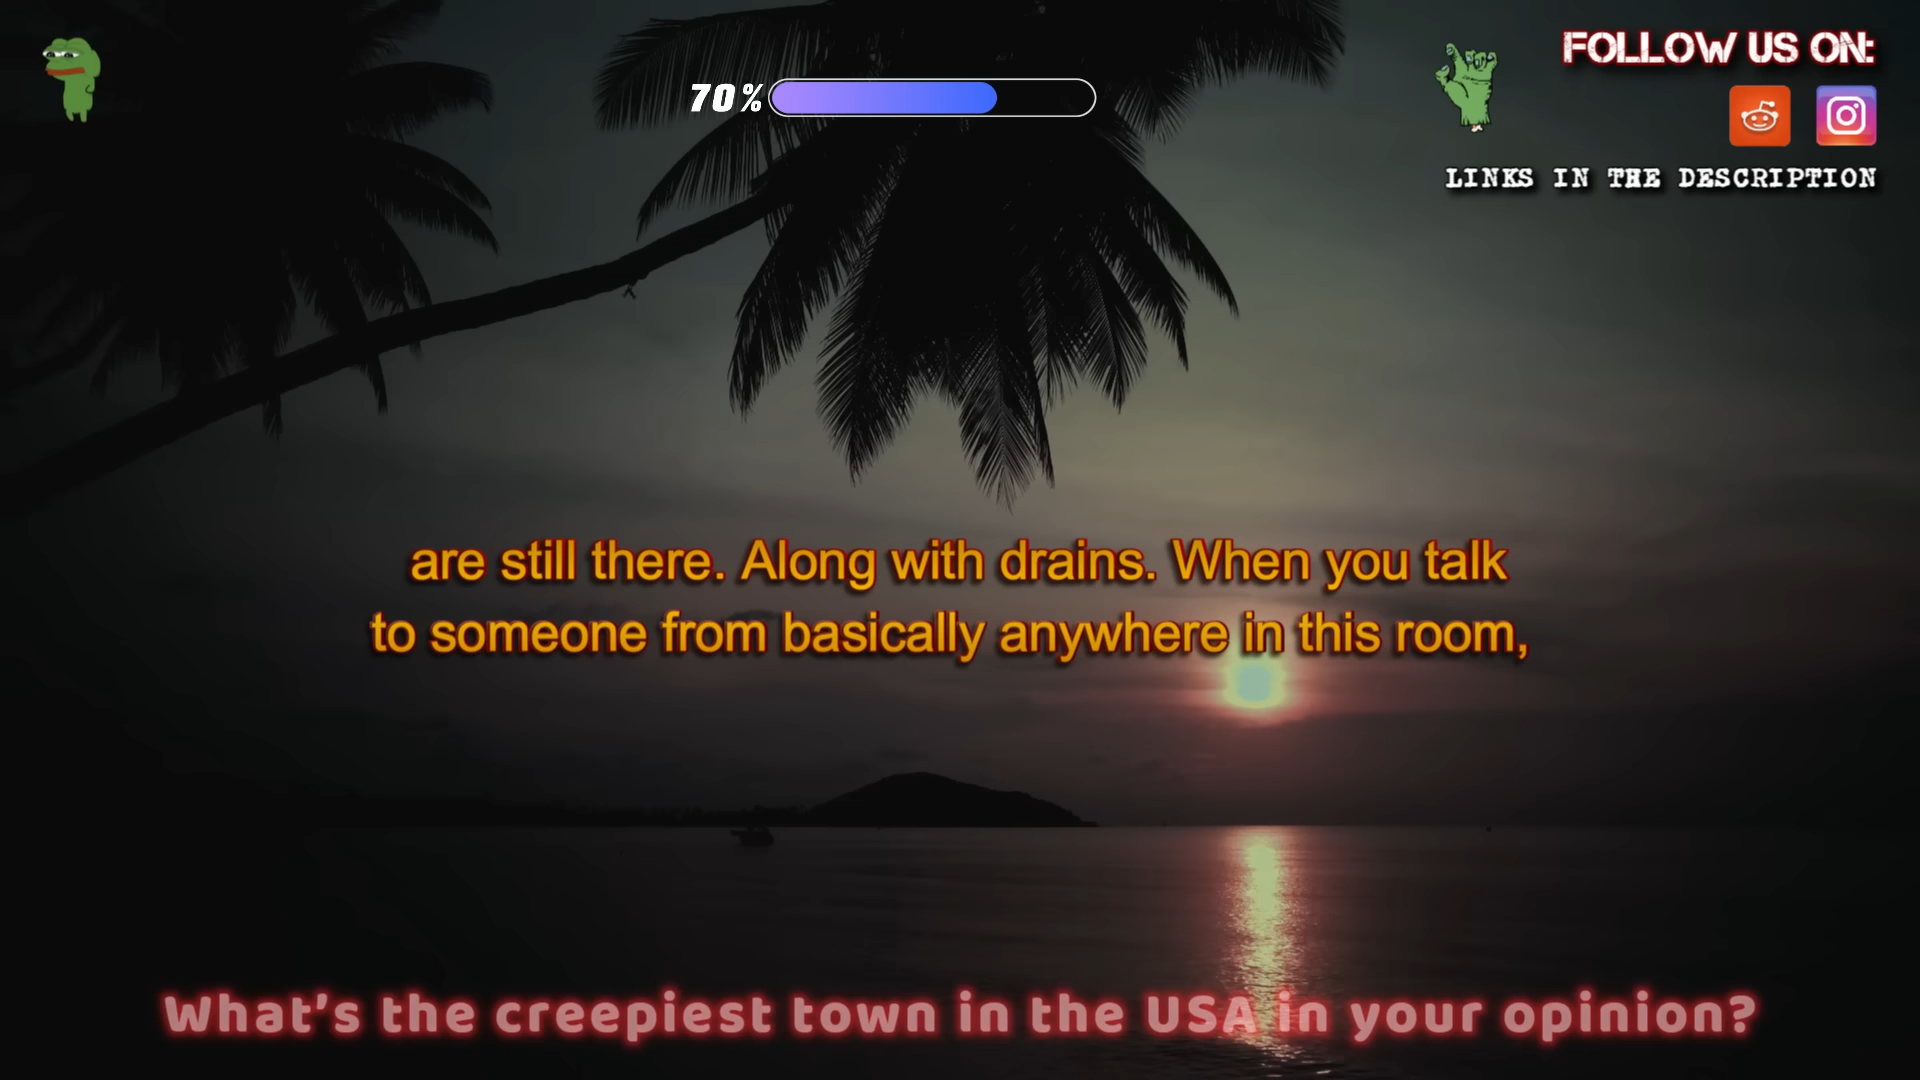 70%
FOLLOW US ON:
LINKS IN THE DESCRIPTION
are still there. Along with drains. When you talk
to someone from basically anywhere in this room,
What's the creepiest town in the USA in your opinion?